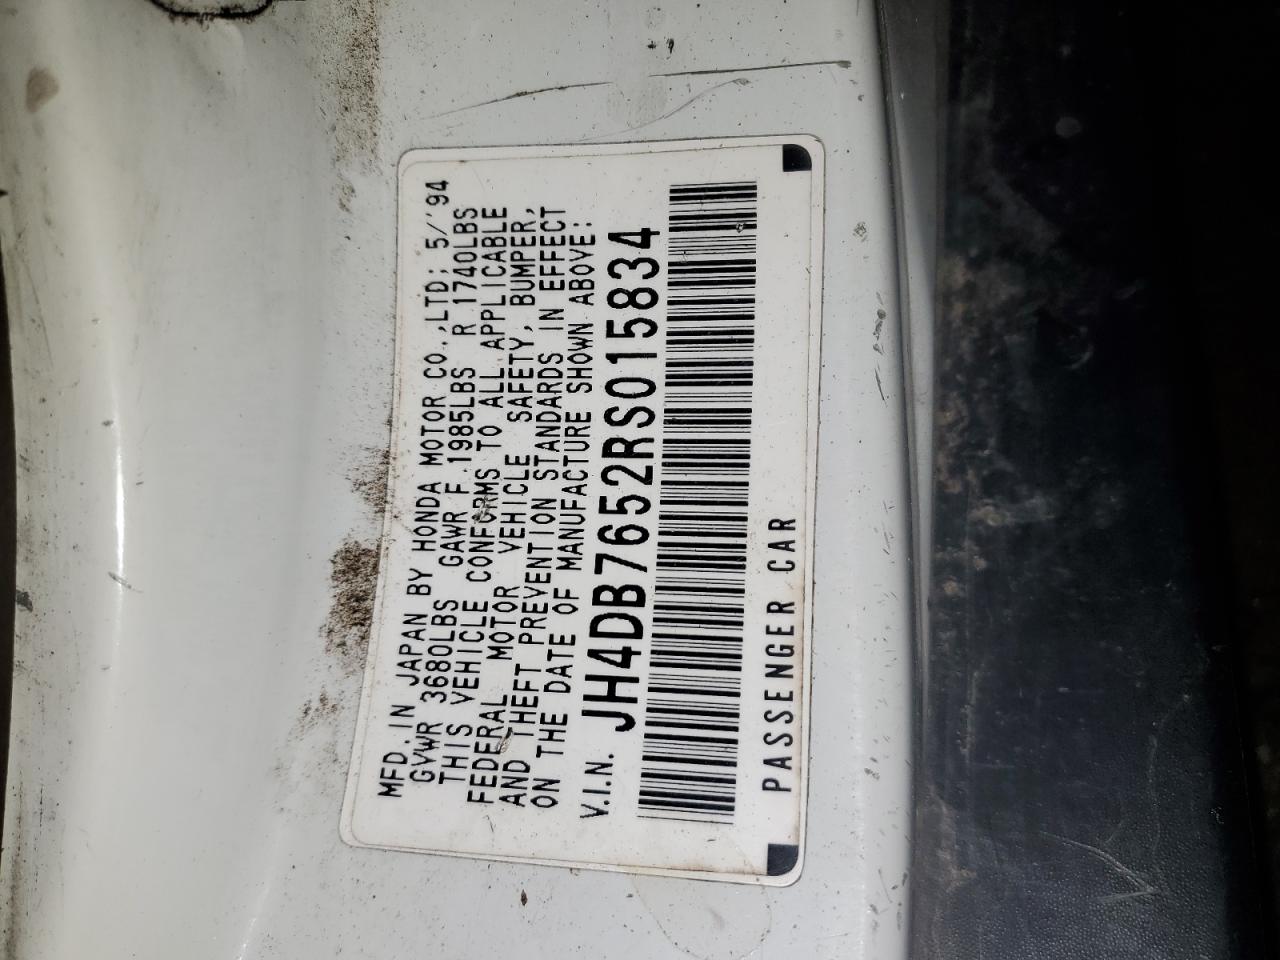 MFD. IN JAPAN BY HONDA MOTOR CO.,LTD; 5/'94
GVWR 3680LBS GAWR F 1985LBS R 1740LBS
THIS VEHICLE CONFORMS TO ALL APPLICABLE
FEDERAL MOTOR VEHICLE SAFETY, BUMPER,
AND THEFT PREVENTION STANDARDS IN EFFECT
ON THE DATE OF MANUFACTURE SHOWN ABOVE;
V.I.N. JH4DB7652RS015834
PASSENGER CAR